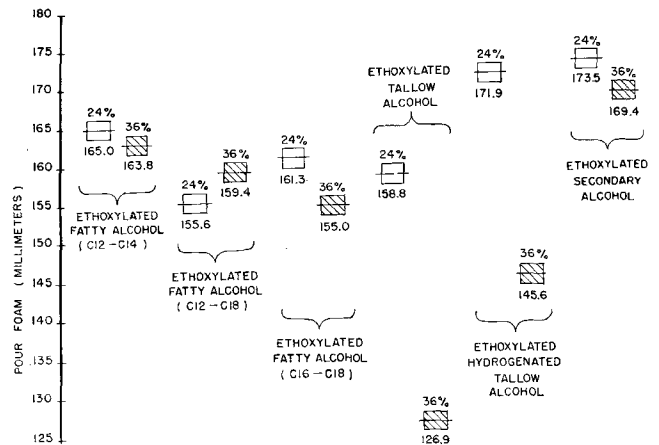 POUR FOAM (MILLIMETERS)
180
175
170
165
160
155
150
145
140
135
130
125
24%
165.0
36%
163.8
ETHOXYLATED
FATTY ALCOHOL
(C12-C14)
24%
155.6
36%
159.4
ETHOXYLATED
FATTY ALCOHOL
(C12-C18)
24%
161.3
36%
155.0
ETHOXYLATED
FATTY ALCOHOL
(C16-C18)
ETHOXYLATED
TALLOW
ALCOHOL
24%
158.8
36%
126.9
24%
171.9
36%
145.6
ETHOXYLATED
HYDROGENATED
TALLOW
ALCOHOL
24%
173.5
36%
169.4
ETHOXYLATED
SECONDARY
ALCOHOL